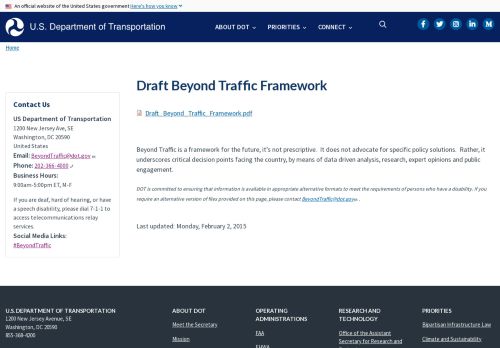 An official website of the United States government Here's how you know
U.S. Department of Transportation
ABOUT DOT
PRIORITIES
CONNECT
Home
Draft Beyond Traffic Framework
Draft_Beyond_Traffic_Framework.pdf
Contact Us
US Department of Transportation
1200 New Jersey Ave, SE
Washington, DC 20590
United States
Email: BeyondTraffic@dot.gov
Phone: 202-366-4000
Business Hours:
9:00am-5:00pm ET, M-F
If you are deaf, hard of hearing, or have
a speech disability, please dial 7-1-1 to
access telecommunications relay
services.
Social Media Links:
#BeyondTraffic
Beyond Traffic is a framework for the future, it's not prescriptive. It does not advocate for specific policy solutions. Rather, it
underscores critical decision points facing the country, by means of data driven analysis, research, expert opinions and public
engagement.
DOT is committed to ensuring that information is available in appropriate alternative formats to meet the requirements of persons who have a disability. If you
require an alternative version of files provided on this page, please contact BeyondTraffic@dot.gov .
Last updated: Monday, February 2, 2015
U.S. DEPARTMENT OF TRANSPORTATION
1200 New Jersey Avenue, SE
Washington, DC 20590
855-368-4200
ABOUT DOT
Meet the Secretary
Mission
OPERATING
ADMINISTRATIONS
FAA
FHWA
RESEARCH AND
TECHNOLOGY
Office of the Assistant
Secretary for Research and
PRIORITIES
Bipartisan Infrastructure Law
Climate and Sustainability